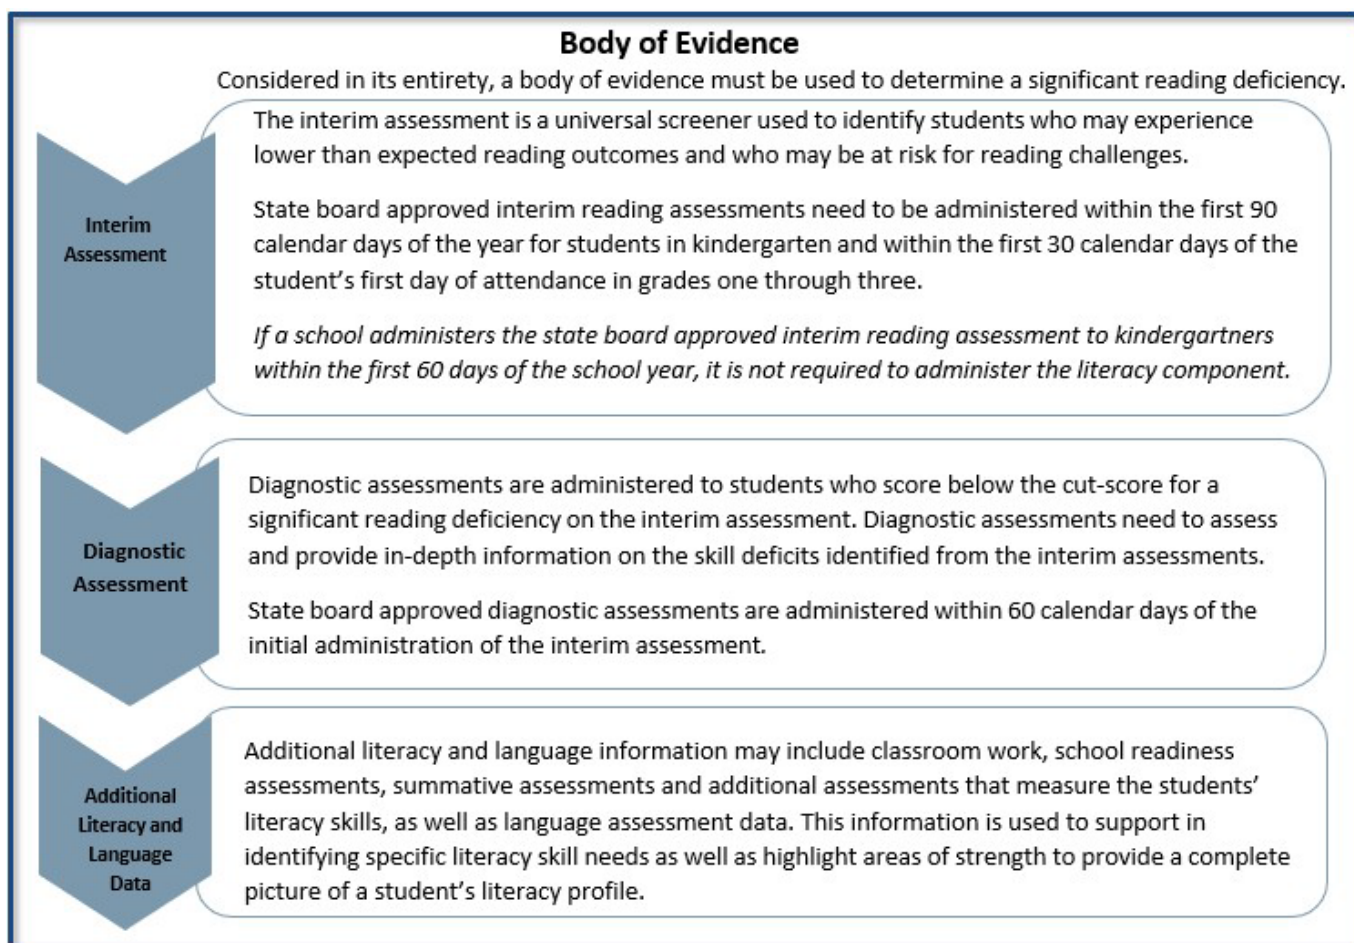 Body of Evidence
Considered in its entirety, a body of evidence must be used to determine a significant reading deficiency.
Interim
Assessment
The interim assessment is a universal screener used to identify students who may experience
lower than expected reading outcomes and who may be at risk for reading challenges.
State board approved interim reading assessments need to be administered within the first 90
calendar days of the year for students in kindergarten and within the first 30 calendar days of the
student’s first day of attendance in grades one through three.
If a school administers the state board approved interim reading assessment to kindergartners
within the first 60 days of the school year, it is not required to administer the literacy component.
Diagnostic
Assessment
Diagnostic assessments are administered to students who score below the cut-score for a
significant reading deficiency on the interim assessment. Diagnostic assessments need to assess
and provide in-depth information on the skill deficits identified from the interim assessments.
State board approved diagnostic assessments are administered within 60 calendar days of the
initial administration of the interim assessment.
Additional
Literacy and
Language
Data
Additional literacy and language information may include classroom work, school readiness
assessments, summative assessments and additional assessments that measure the students’
literacy skills, as well as language assessment data. This information is used to support in
identifying specific literacy skill needs as well as highlight areas of strength to provide a complete
picture of a student’s literacy profile.